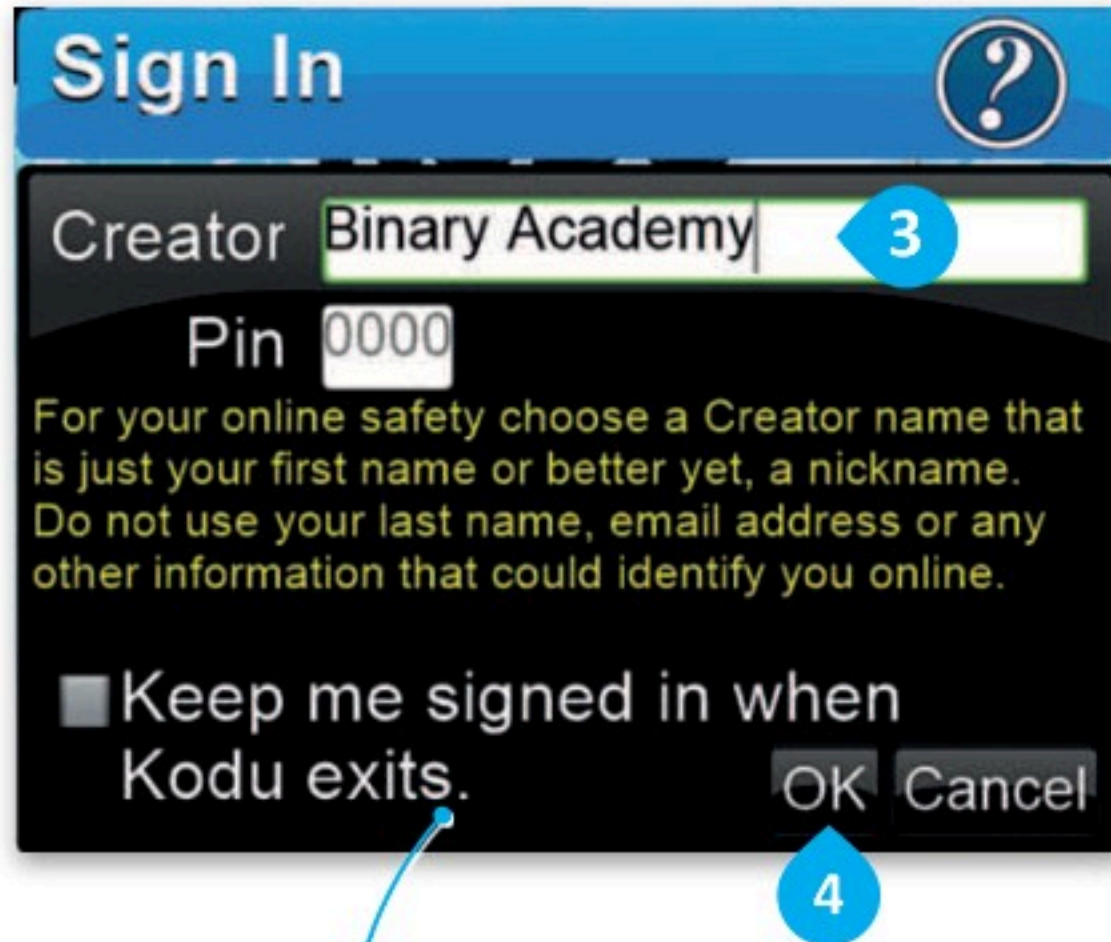 Sign In
?
Creator Binary Academy 3
Pin 0000
For your online safety choose a Creator name that
is just your first name or better yet, a nickname.
Do not use your last name, email address or any
other information that could identify you online.
Keep me signed in when
Kodu exits.
OK Cancel
4